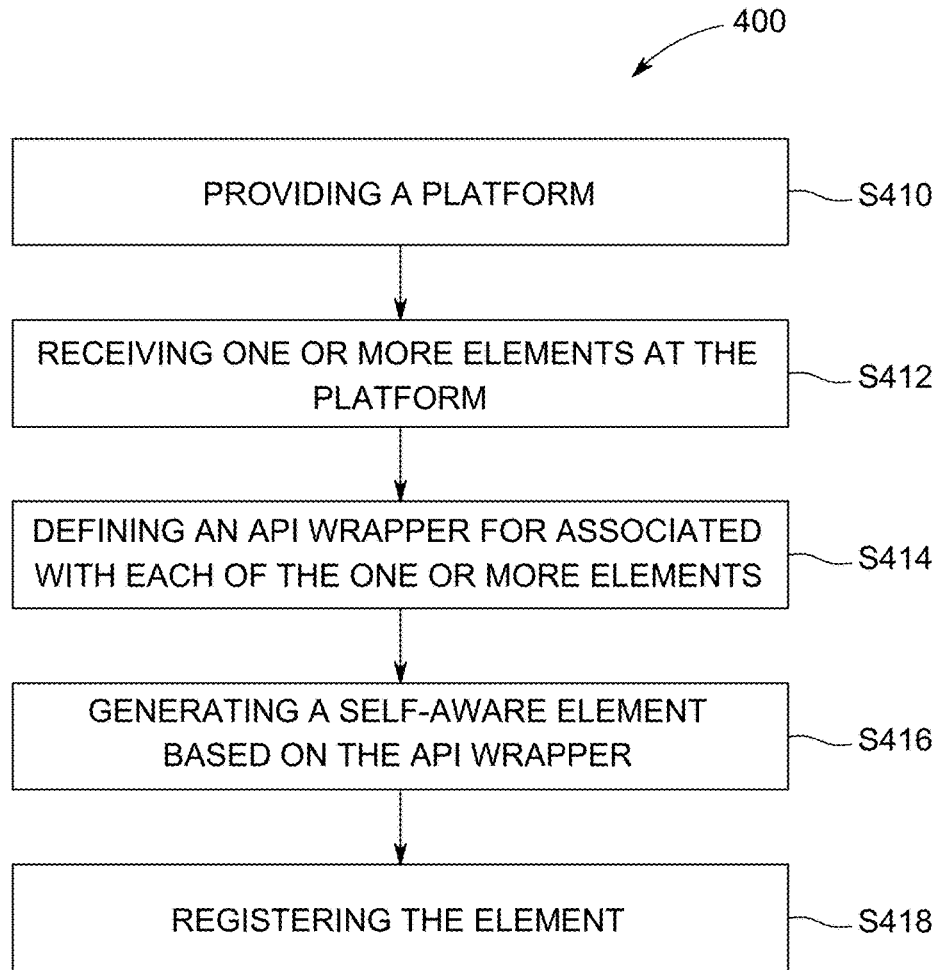 400
PROVIDING A PLATFORM
S410
RECEIVING ONE OR MORE ELEMENTS AT THE
PLATFORM
S412
DEFINING AN API WRAPPER FOR ASSOCIATED
WITH EACH OF THE ONE OR MORE ELEMENTS
S414
GENERATING A SELF-AWARE ELEMENT
BASED ON THE API WRAPPER
S416
REGISTERING THE ELEMENT
S418